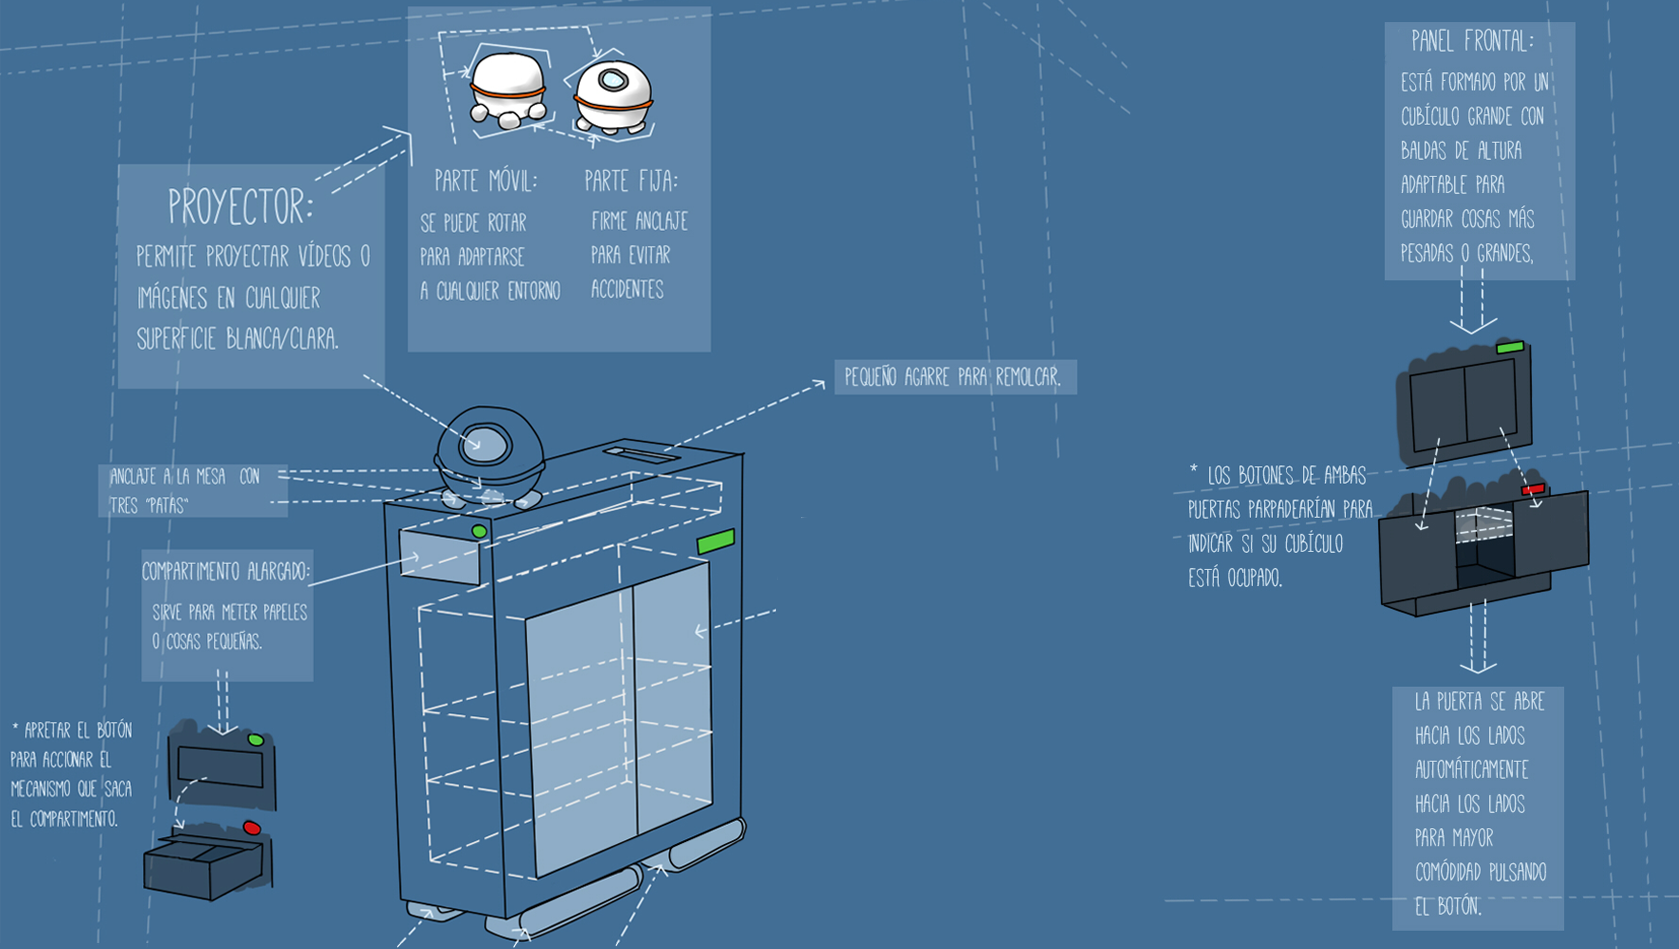 PROYECTOR:
PERMITE PROYECTAR VÍDEOS O
IMÁGENES EN CUALQUIER
SUPERFICIE BLANCA/CLARA.
PARTE MÓVIL:
SE PUEDE ROTAR
PARA ADAPTARSE
A CUALQUIER ENTORNO
PARTE FIJA:
FIRME ANCLAJE
PARA EVITAR
ACCIDENTES
PEQUEÑO AGARRE PARA REMOLCAR.
ANCLATE A LA MESA CON
TRES "PATAS"
COMPARTIMENTO ALARGADO:
SIRVE PARA METER PAPELES
O COSAS PEQUEÑAS.
* APRETAR EL BOTÓN
PARA ACCIONAR EL
MECANISMO QUE SACA
EL COMPARTIMENTO.
PANEL FRONTAL:
ESTÁ FORMADO POR UN
CUBÍCULO GRANDE CON
BALDAS DE ALTURA
ADAPTABLE PARA
GUARDAR COSAS MÁS
PESADAS O GRANDES,
* LOS BOTONES DE AMBAS
PUERTAS PARPADEARÍAN PARA
INDICAR SI SU CUBÍCULO
ESTÁ OCUPADO.
LA PUERTA SE ABRE
HACIA LOS LADOS
AUTOMÁTICAMENTE
HACIA LOS LADOS
PARA MAYOR
COMÓDIDAD PULSANDO
EL BOTÓN.